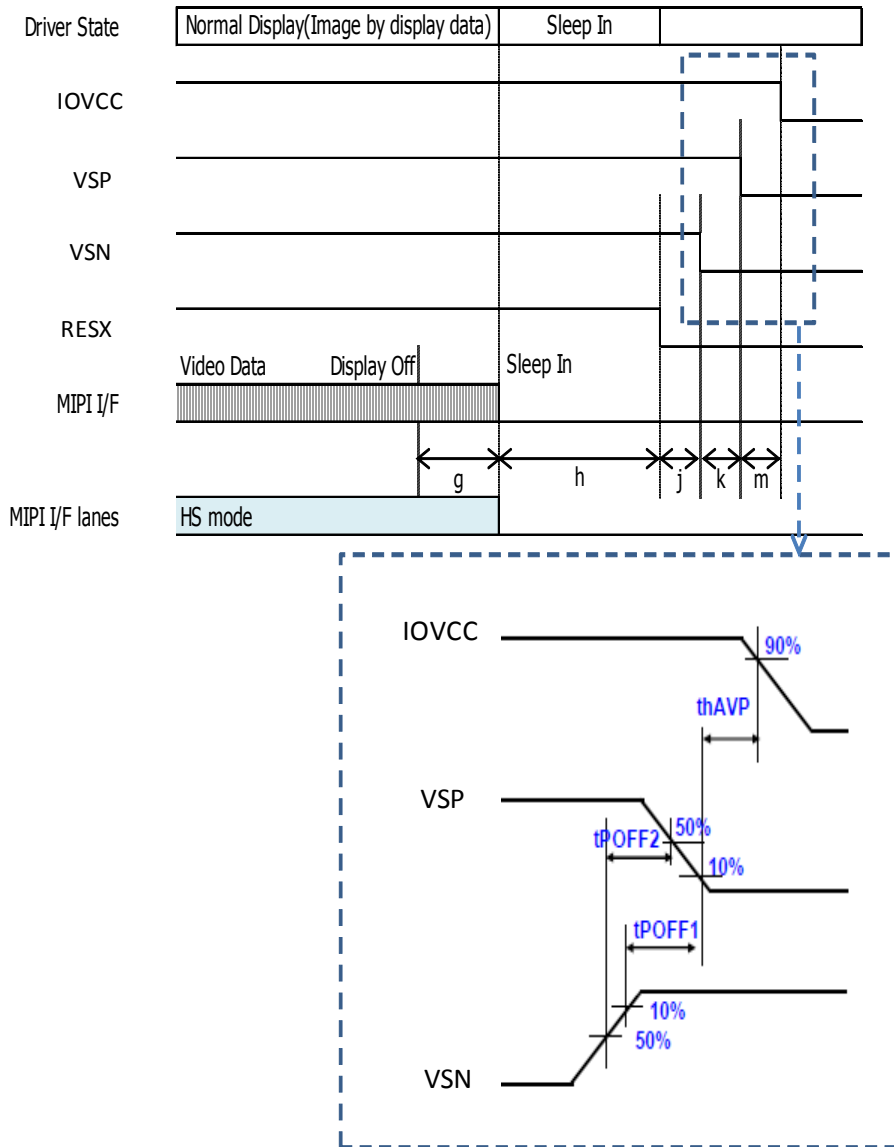 Driver State
Normal Display(Image by display data)
Sleep In
IOVCC
VSP
VSN
RESX
Video Data
Display Off
Sleep In
MIPI I/F
g
h
j
k
m
MIPI I/F lanes
HS mode
IOVCC
90%
thAVP
VSP
50%
tPOFF2
10%
tPOFF1
10%
50%
VSN